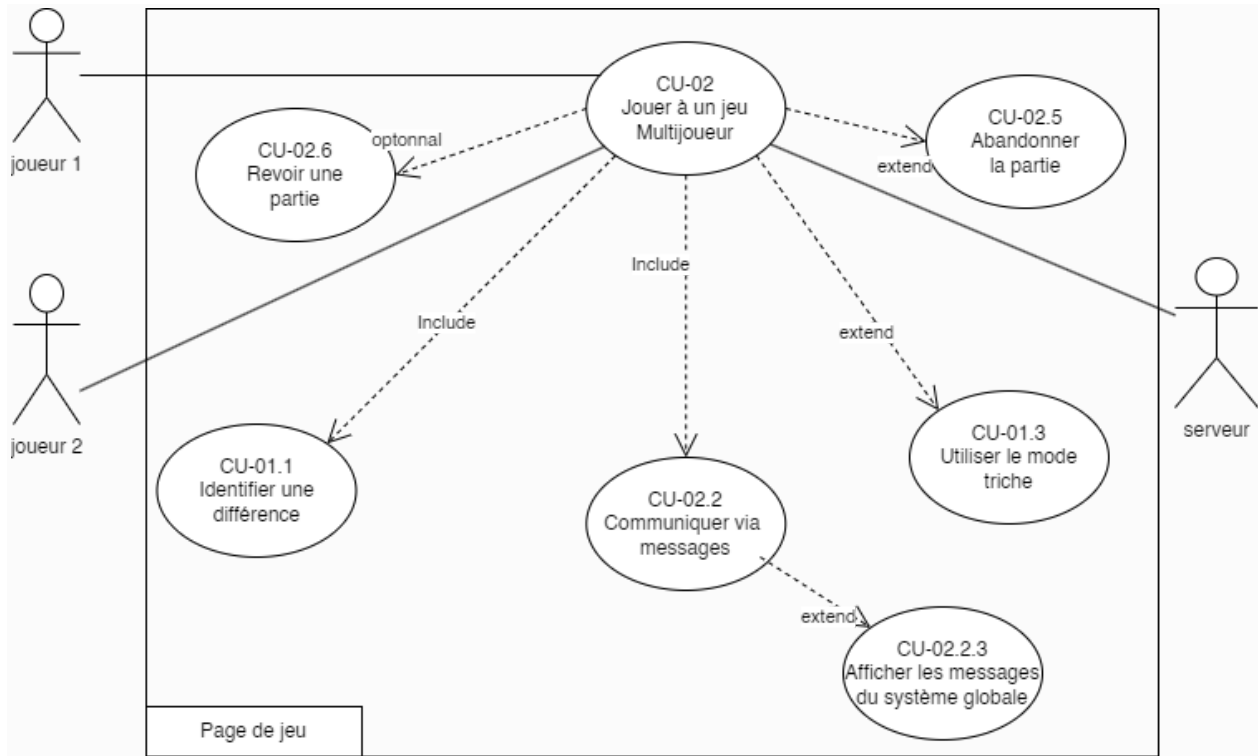 joueur 1
CU-02
Jouer à un jeu
Multijoueur
CU-02.5
Abandonner
la partie
extend
optonnal
CU-02.6
Revoir une
partie
Include
Include
extend
joueur 2
serveur
CU-01.1
Identifier une
différence
CU-02.2
Communiquer via
messages
CU-01.3
Utiliser le mode
triche
extend
CU-02.2.3
Afficher les messages
du système globale
Page de jeu